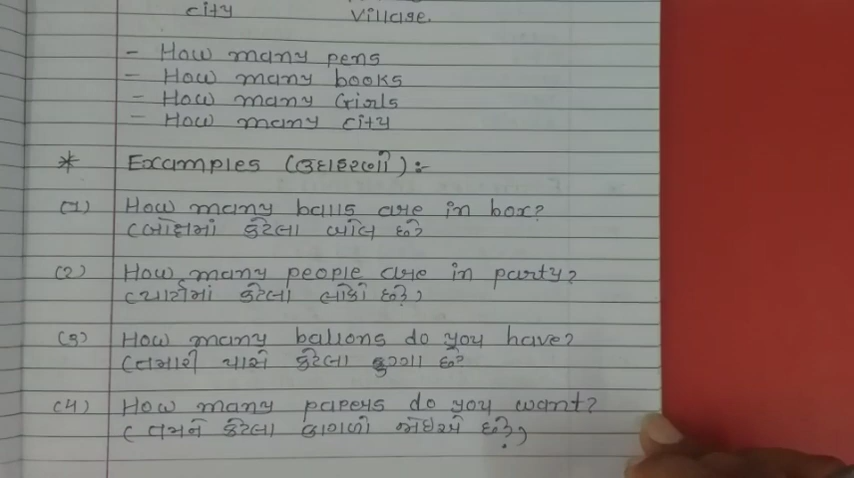 city Village.
- How many pens
- How many books
- How many Girls
- How many city
* Examples (ઉદાહરણો) :-
(1) How many balls are in box?
(બોક્ષમાં કેટલા બોલ છે?
(2) How many people are in party?
(પાર્ટીમાં કેટલા લોકો છે?)
(3) How many ballons do you have?
(તમારી પાસે કેટલા ફુગ્ગા છે?
(4) How many papers do you want?
(તમને કેટલા કાગળો જોઇએ છે?)